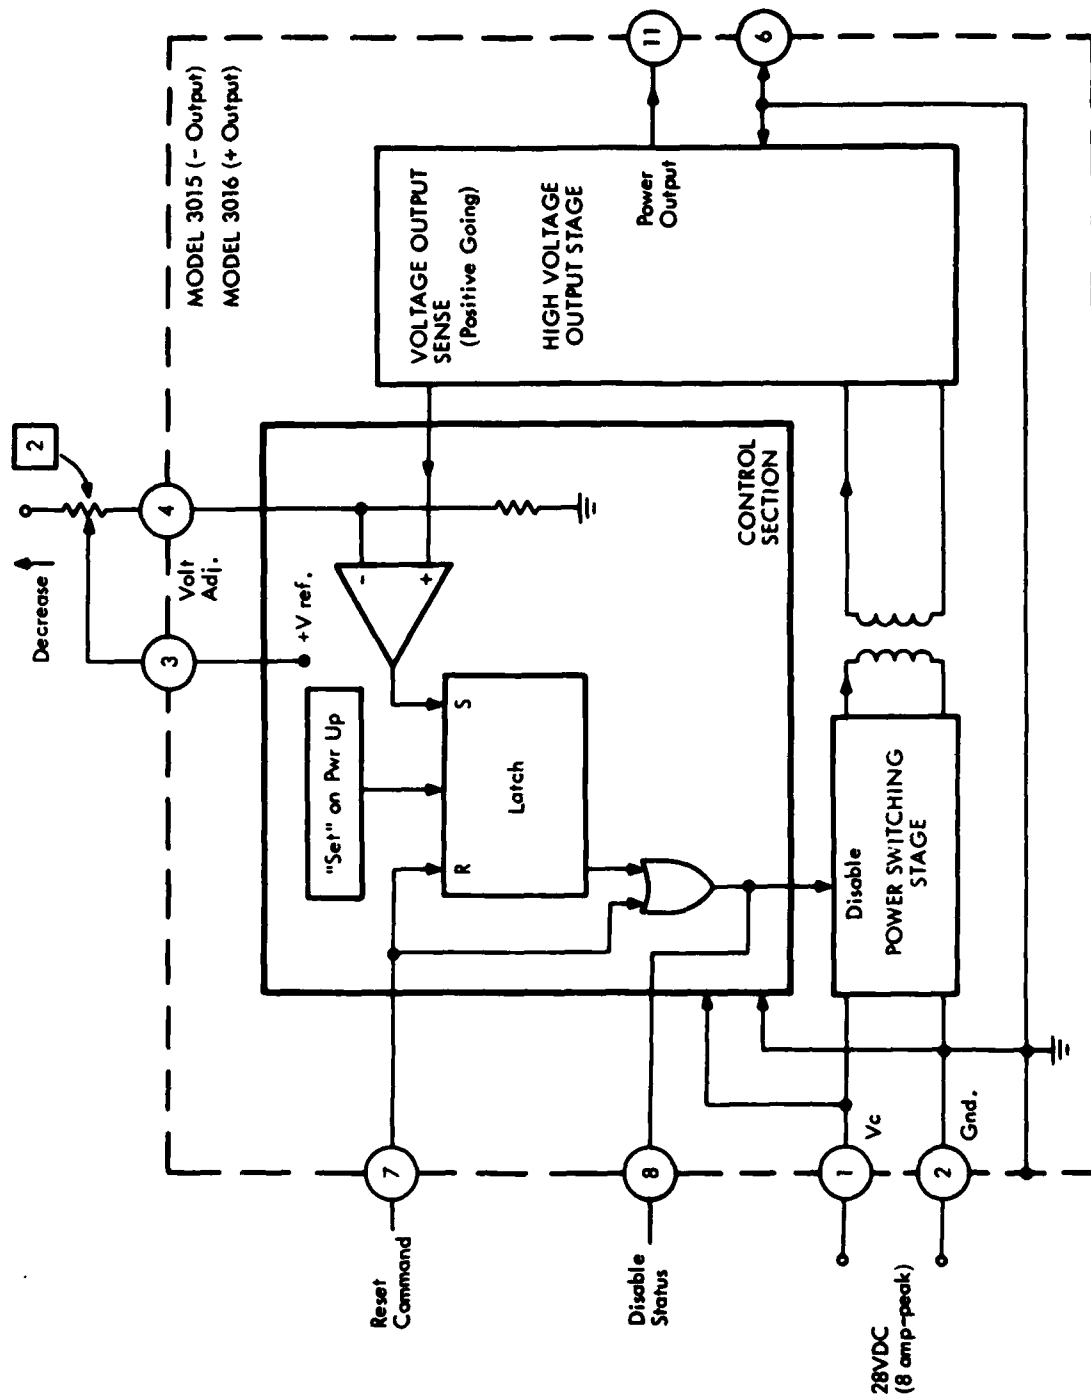 MODEL 3015 (- Output)
MODEL 3016 (+ Output)
2
Decrease
3
4
Volt
Adj.
+V ref.
"Set" on Pwr Up
-
+
R
S
Latch
CONTROL
SECTION
VOLTAGE OUTPUT
SENSE
(Positive Going)
HIGH VOLTAGE
OUTPUT STAGE
Power
Output
11
6
Reset
Command
7
Disable
Status
8
28VDC
(8 amp-peak)
1
Vc
2
Gnd.
Disable
POWER SWITCHING
STAGE